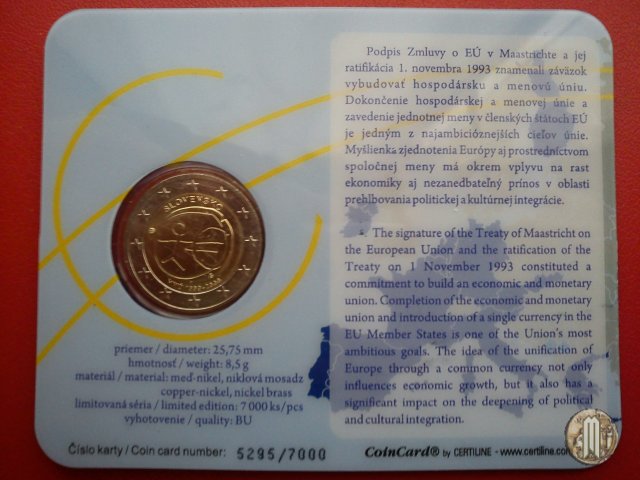 Podpis Zmluvy o EÚ v Maastrichte a jej
ratifikácia 1. novembra 1993 znamenali záväzok
vybudovať hospodársku a menovú úniu.
Dokončenie hospodárskej a menovej únie a
zavedenie jednotnej meny v členských štátoch EÚ
je jedným z najambicióznejších cieľov únie.
Myšlienka zjednotenia Európy aj prostredníctvom
spoločnej meny má okrem vplyvu na rast
ekonomiky aj nezanedbateľný prínos v oblasti
prehlbovania politickej a kultúrnej integrácie.
The signature of the Treaty of Maastricht on
the European Union and the ratification of the
Treaty on 1 November 1993 constituted a
commitment to build an economic and monetary
union. Completion of the economic and monetary
union and introduction of a single currency in the
EU Member States is one of the Union's most
ambitious goals. The idea of the unification of
Europe through a common currency not only
influences economic growth, but it also has a
significant impact on the deepening of political
and cultural integration.
SLOVENSKO
1999-2009
priemer / diameter: 25,75 mm
hmotnosť / weight: 8,5 g
materiál / material: meď-nikel, niklová mosadz
copper-nickel, nickel brass
limitovaná séria / limited edition: 7 000 ks/pcs
vyhotovenie / quality: BU
Číslo karty / Coin card number: 5295/7000
CoinCard® by CERTILINE - www.certiline.